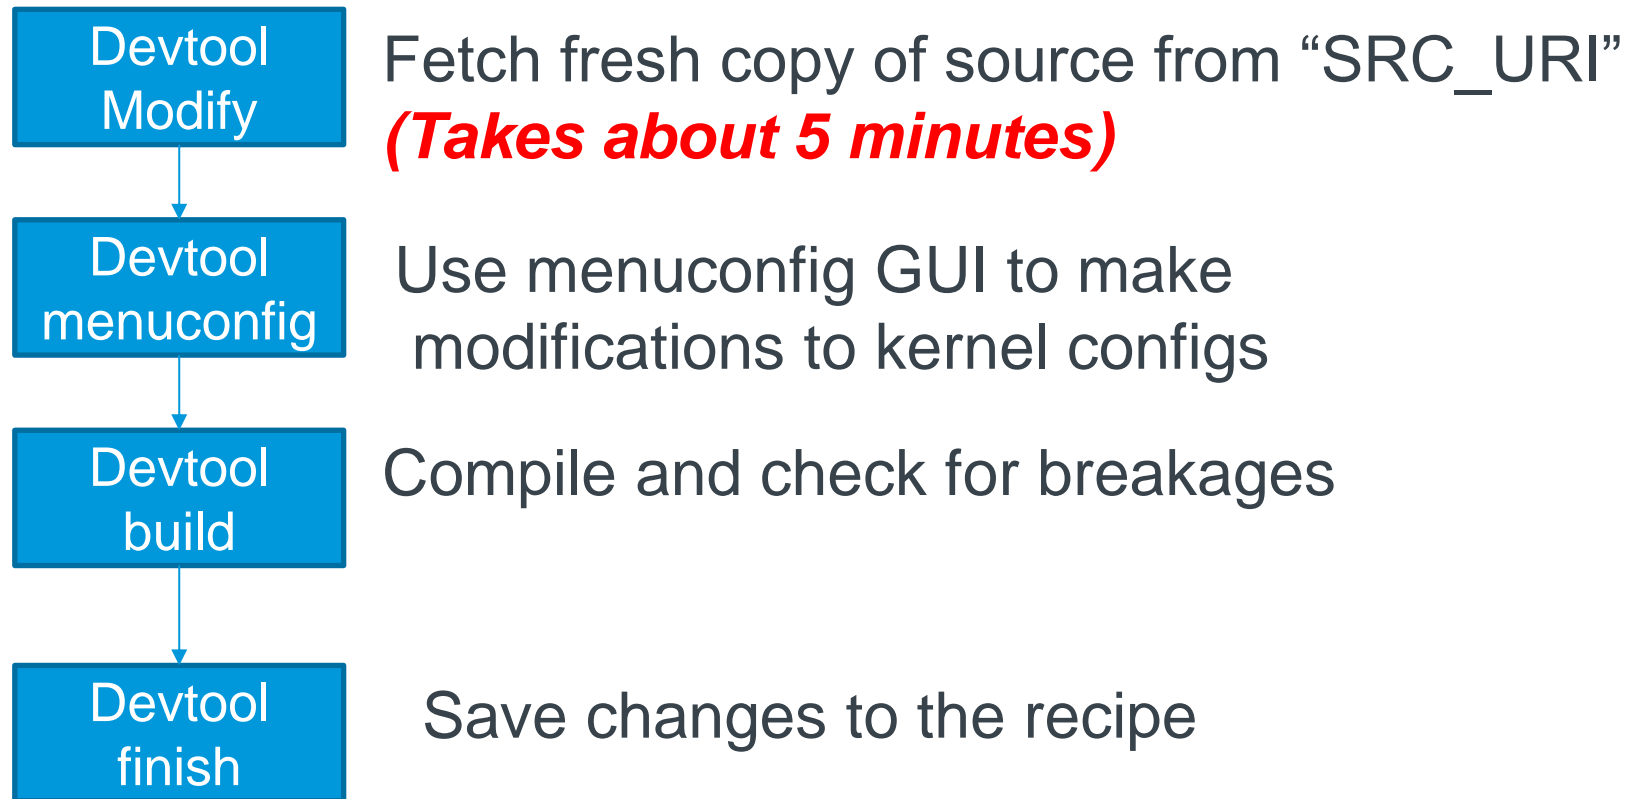 Devtool
Modify
Fetch fresh copy of source from “SRC_URI”
(Takes about 5 minutes)
Devtool
menuconfig
Use menuconfig GUI to make
modifications to kernel configs
Devtool
build
Compile and check for breakages
Devtool
finish
Save changes to the recipe